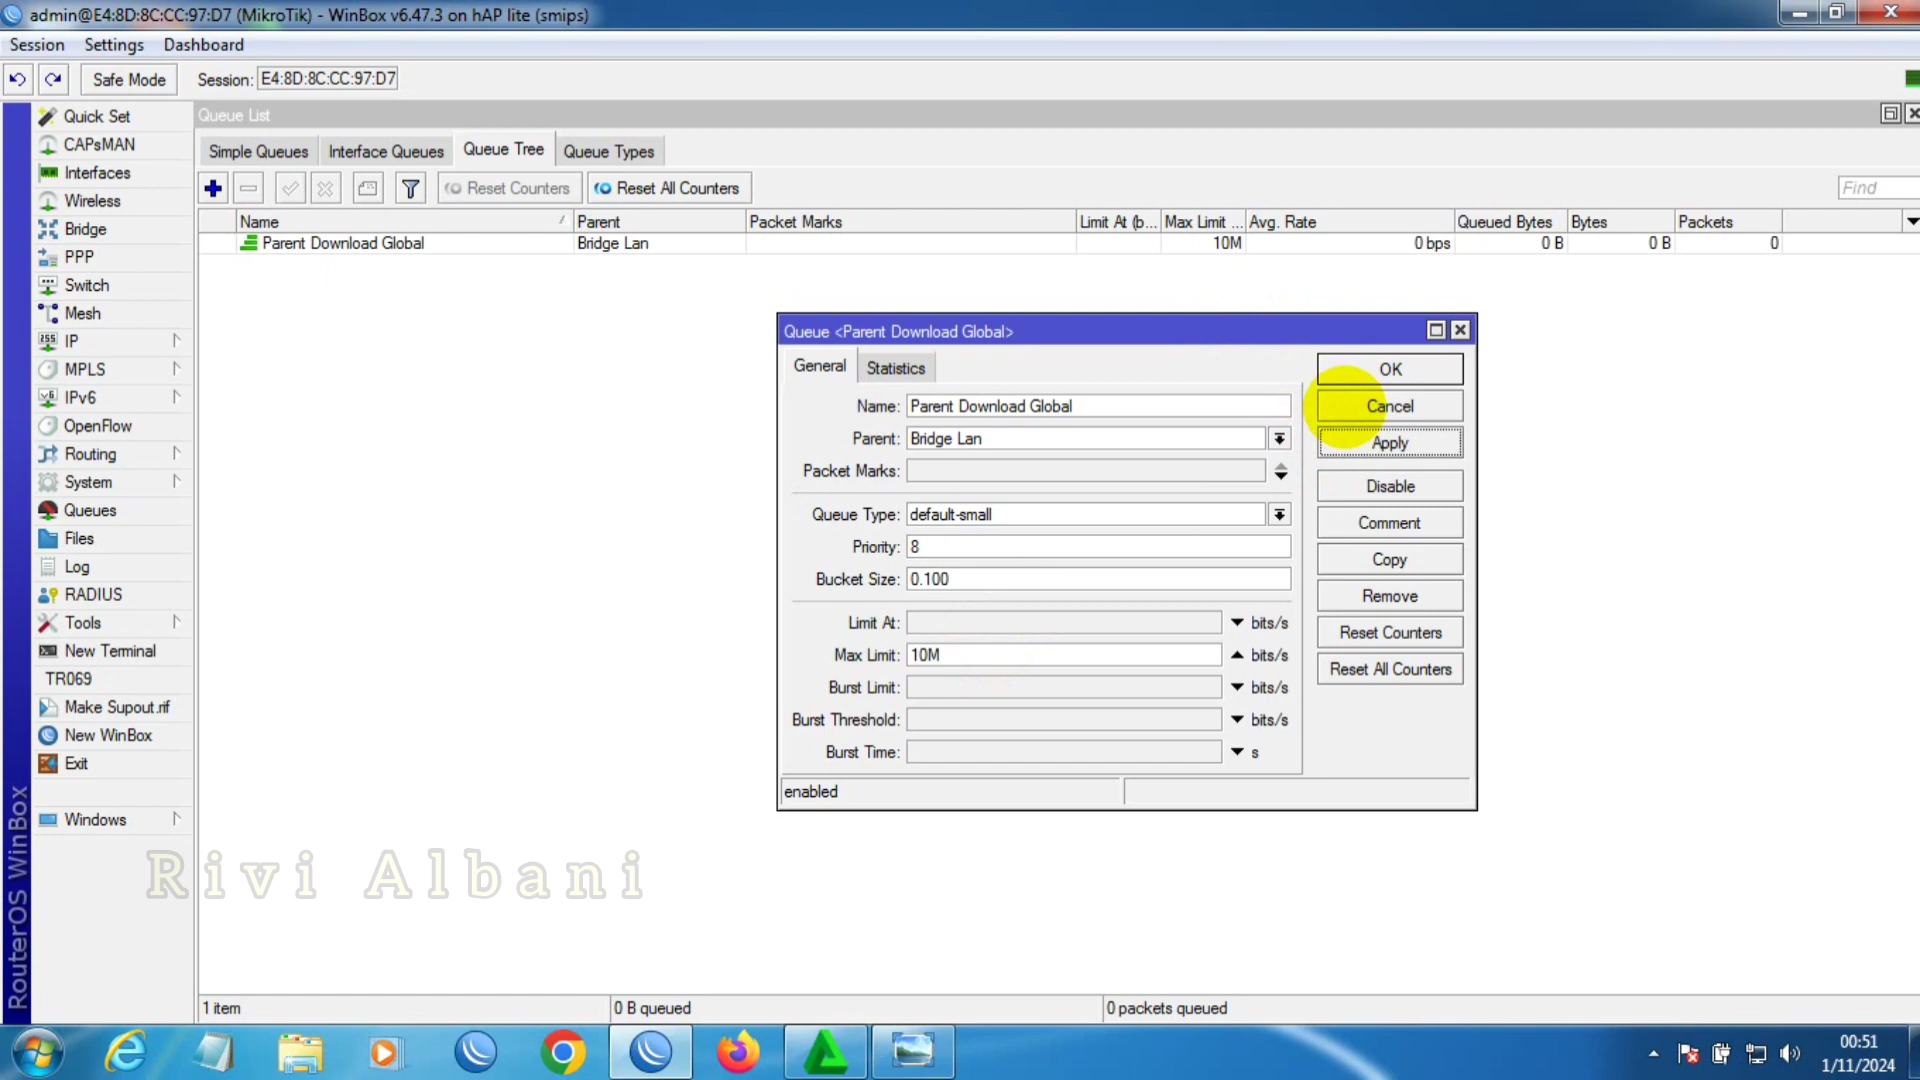 admin@E4:8D:8C:CC:97:D7 (MikroTik) - WinBox v6.47.3 on hAP lite (smips)
Session Settings Dashboard
Safe Mode Session: E4:8D:8C:CC:97:D7
Quick Set
CAPsMAN
Interfaces
Wireless
Bridge
PPP
Switch
Mesh
IP
MPLS
IPv6
OpenFlow
Routing
System
Queues
Files
Log
RADIUS
Tools
New Terminal
TR069
Make Supout.rif
New WinBox
Exit
Windows
RouterOS WinBox
Queue List
Simple Queues Interface Queues Queue Tree Queue Types
Reset Counters Reset All Counters Find
Name Parent Packet Marks Limit At (b... Max Limit ... Avg. Rate Queued Bytes Bytes Packets
Parent Download Global Bridge Lan 10M 0 bps 0 B 0 B 0
Queue <Parent Download Global>
General Statistics
Name: Parent Download Global
Parent: Bridge Lan
Packet Marks:
Queue Type: default-small
Priority: 8
Bucket Size: 0.100
Limit At: bits/s
Max Limit: 10M bits/s
Burst Limit: bits/s
Burst Threshold: bits/s
Burst Time: s
enabled
OK
Cancel
Apply
Disable
Comment
Copy
Remove
Reset Counters
Reset All Counters
Rivi Albani
1 item 0 B queued 0 packets queued
00:51
1/11/2024